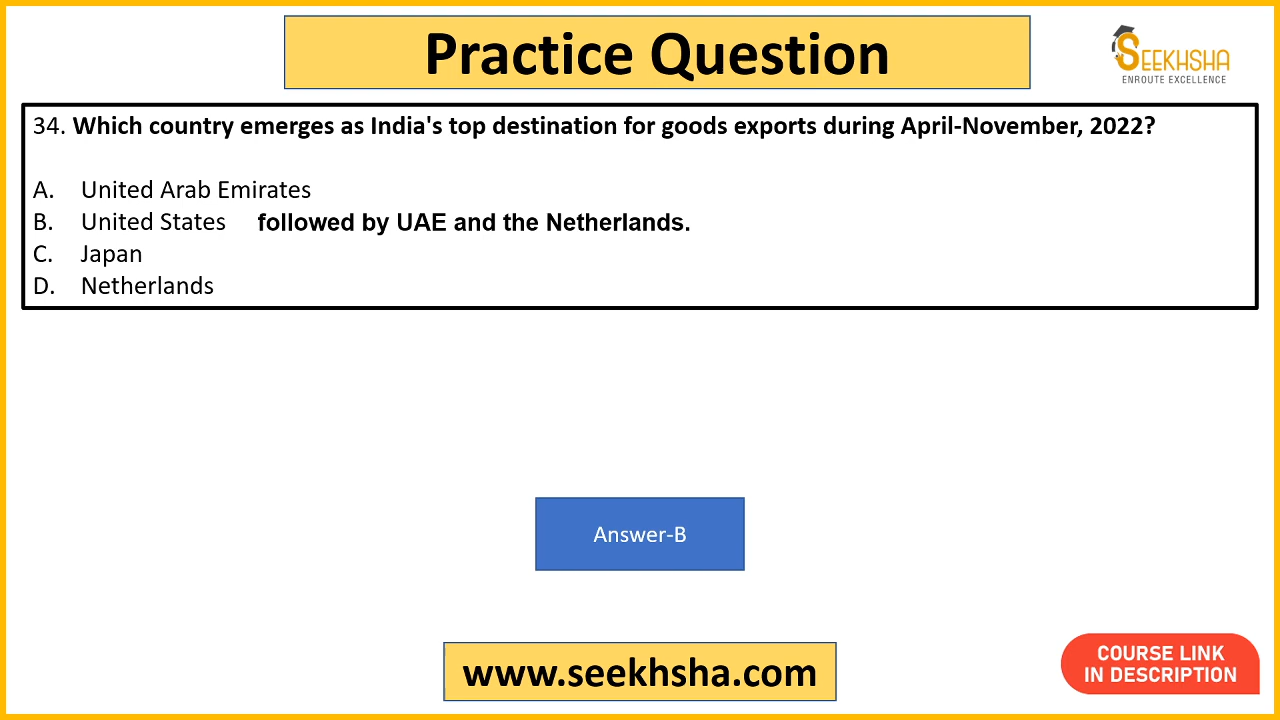 Practice Question
SEEKHSHA
ENROUTE EXCELLENCE
34. Which country emerges as India's top destination for goods exports during April-November, 2022?
A. United Arab Emirates
B. United States followed by UAE and the Netherlands.
C. Japan
D. Netherlands
Answer-B
www.seekhsha.com
COURSE LINK
IN DESCRIPTION